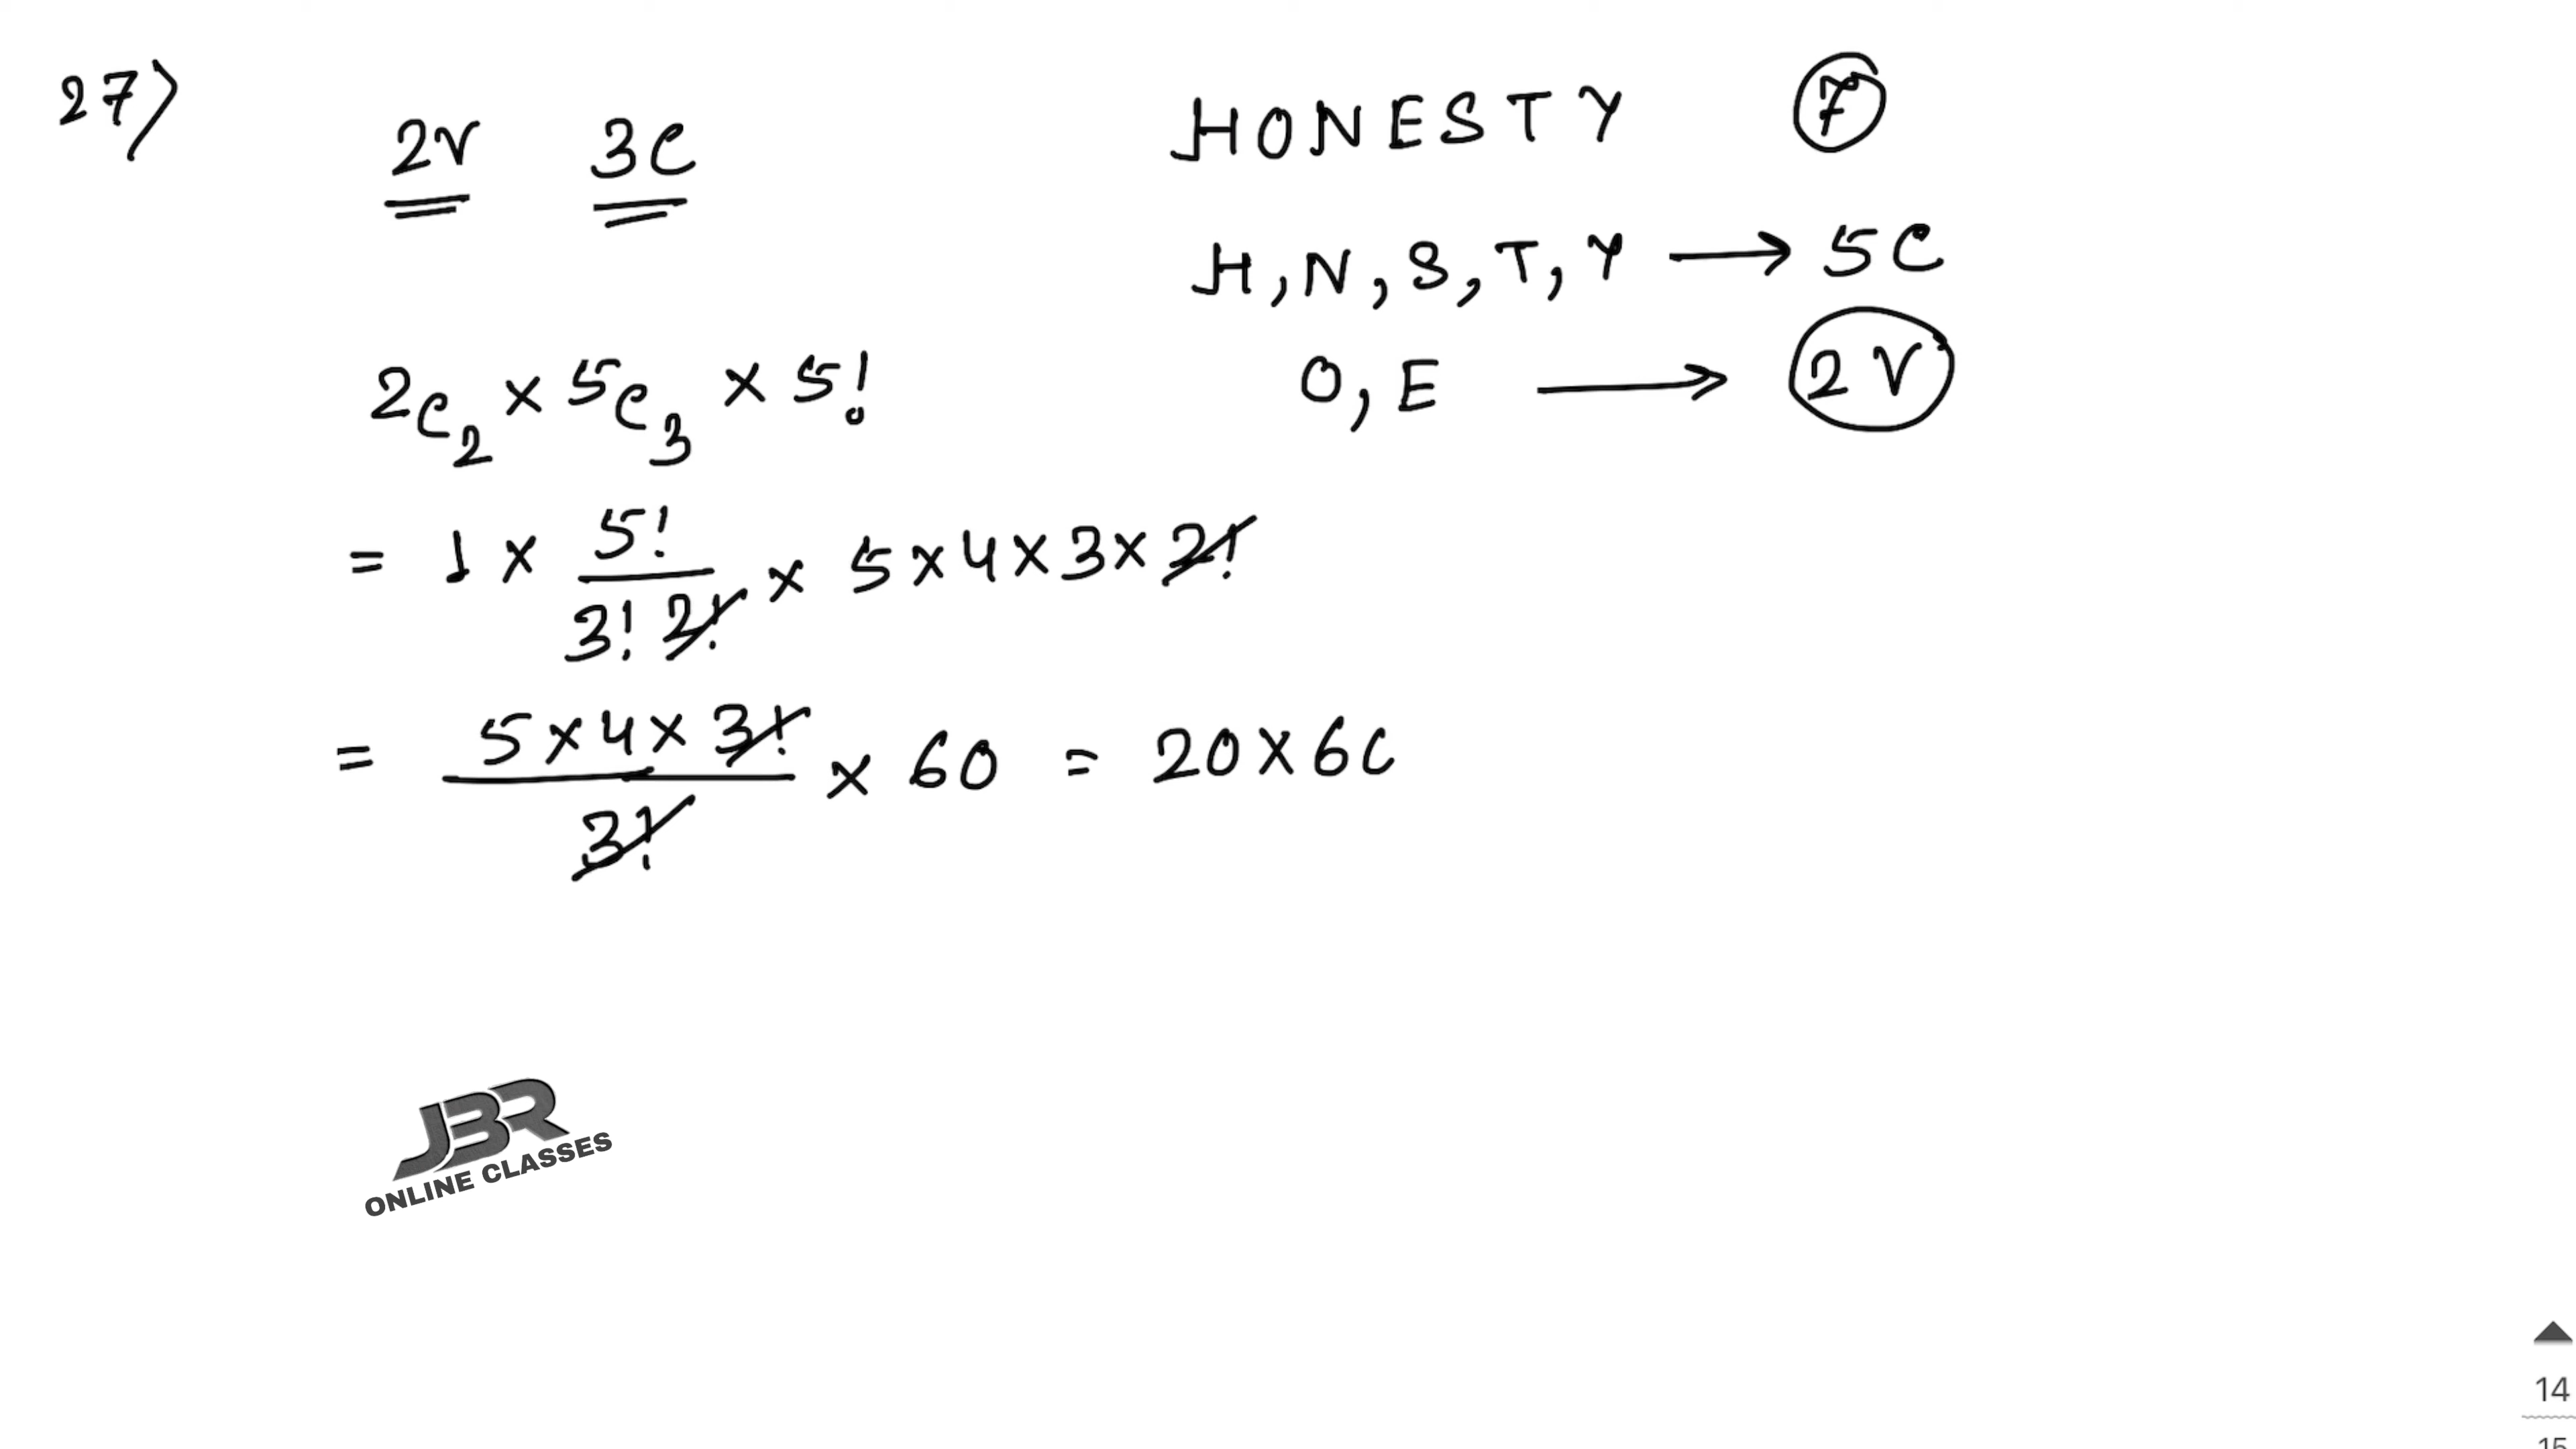 27)
2V 3C
HONESTY 7
H, N, S, T, Y → 5C
O, E → 2V
2C2 × 5C3 × 5!
= 1 × 5!/3! 2! × 5×4×3×2!
= 5×4×3!/3! × 60 = 20×6C
JBR
ONLINE CLASSES
14